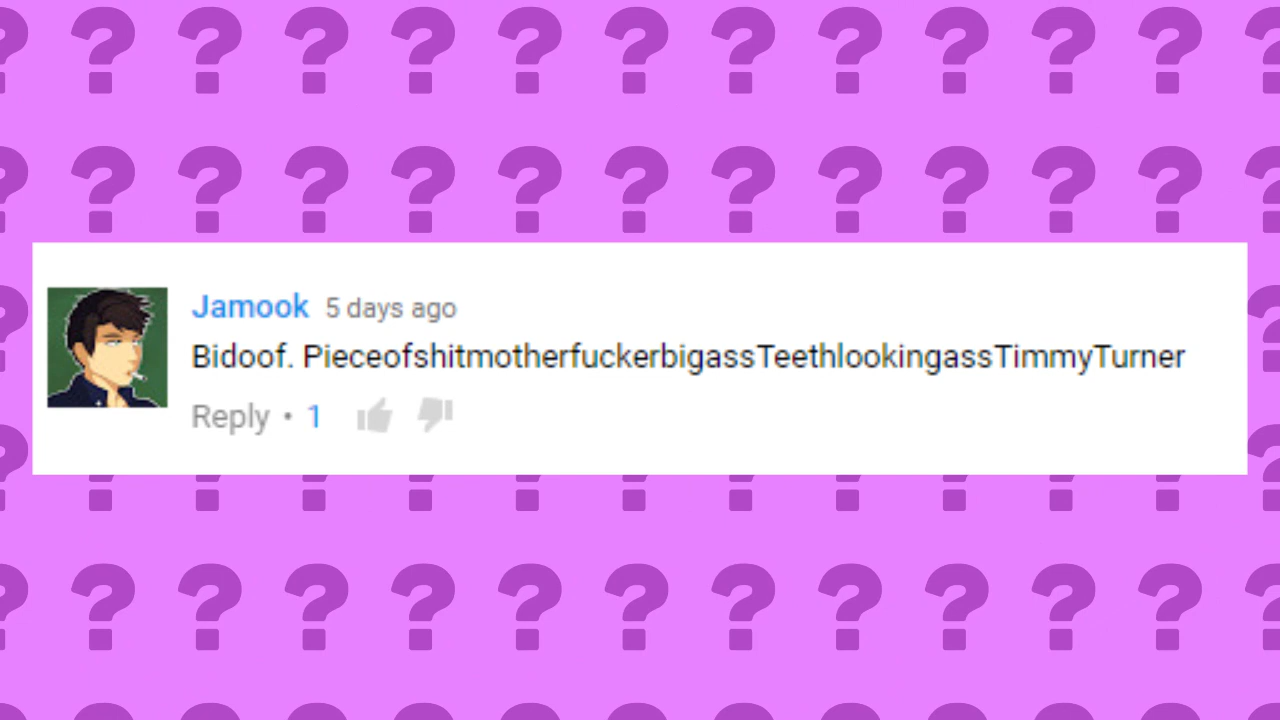 Jamook 5 days ago
Bidoof. PieceofshitmotherfuckerbigassTeethlookingassTimmyTurner
Reply • 1